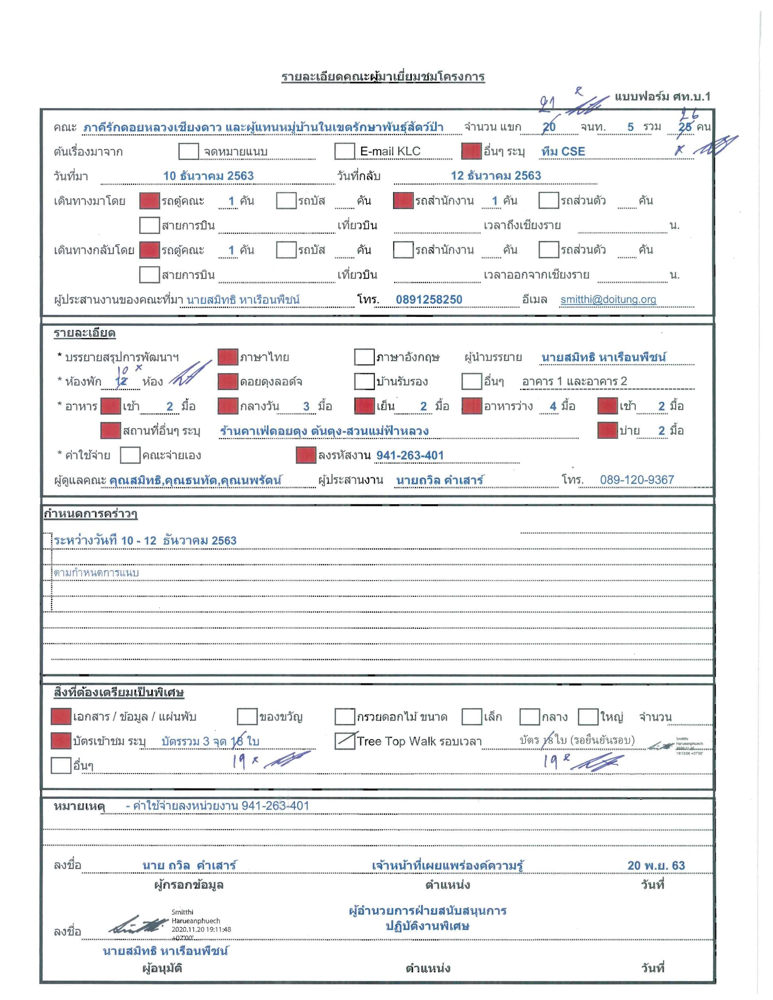 รายละเอียดคณะผู้มาเยี่ยมชมโครงการ
แบบฟอร์ม ศท.บ.1
21 x
26
คณะ ภาคีรักดอยหลวงเชียงดาว และผู้แทนหมู่บ้านในเขตรักษาพันธุ์สัตว์ป่า จำนวน แขก 20 จนท. 5 รวม 25 คน
ต้นเรื่องมาจาก จดหมายแนบ E-mail KLC อื่นๆ ระบุ ทีม CSE x
วันที่มา 10 ธันวาคม 2563 วันที่กลับ 12 ธันวาคม 2563
เดินทางมาโดย รถตู้คณะ 1 คัน รถบัส คัน รถสำนักงาน 1 คัน รถส่วนตัว คัน
สายการบิน เที่ยวบิน เวลาถึงเชียงราย น.
เดินทางกลับโดย รถตู้คณะ 1 คัน รถบัส คัน รถสำนักงาน คัน รถส่วนตัว คัน
สายการบิน เที่ยวบิน เวลาออกจากเชียงราย น.
ผู้ประสานงานของคณะที่มา นายสมิทธิ หาเรือนพืชน์ โทร. 0891258250 อีเมล smitthi@doitung.org
รายละเอียด
* บรรยายสรุปการพัฒนาฯ ภาษาไทย ภาษาอังกฤษ ผู้นำบรรยาย นายสมิทธิ หาเรือนพืชน์
10 x
* ห้องพัก 12 ห้อง ดอยตุงลอดจ์ บ้านรับรอง อื่นๆ อาคาร 1 และอาคาร 2
* อาหาร เช้า 2 มื้อ กลางวัน 3 มื้อ เย็น 2 มื้อ อาหารว่าง 4 มื้อ เช้า 2 มื้อ
สถานที่อื่นๆ ระบุ ร้านคาเฟ่ดอยตุง ต้นตุง-สวนแม่ฟ้าหลวง บ่าย 2 มื้อ
* ค่าใช้จ่าย คณะจ่ายเอง ลงรหัสงาน 941-263-401
ผู้ดูแลคณะ คุณสมิทธิ,คุณธนทัต,คุณนพรัตน์ ผู้ประสานงาน นายถวิล คำเสาร์ โทร. 089-120-9367
กำหนดการคร่าวๆ
ระหว่างวันที่ 10 - 12 ธันวาคม 2563
ตามกำหนดการแนบ
สิ่งที่ต้องเตรียมเป็นพิเศษ
เอกสาร / ข้อมูล / แผ่นพับ ของขวัญ กรวยดอกไม้ ขนาด เล็ก กลาง ใหญ่ จำนวน
บัตรเข้าชม ระบุ บัตรรวม 3 จุด 18 ใบ Tree Top Walk รอบเวลา บัตร 18 ใบ (รอยืนยันรอบ) Smitthi Harueanphuech 2020.11.20 19:13:06 +07'00'
19 x 19 x
อื่นๆ
หมายเหตุ - ค่าใช้จ่ายลงหน่วยงาน 941-263-401
ลงชื่อ นาย ถวิล คำเสาร์ เจ้าหน้าที่เผยแพร่องค์ความรู้ 20 พ.ย. 63
ผู้กรอกข้อมูล ตำแหน่ง วันที่
Smitthi
Harueanphuech
2020.11.20 19:11:48
+07'00'
ผู้อำนวยการฝ่ายสนับสนุนการ
ปฏิบัติงานพิเศษ
ลงชื่อ
นายสมิทธิ หาเรือนพืชน์
ผู้อนุมัติ ตำแหน่ง วันที่